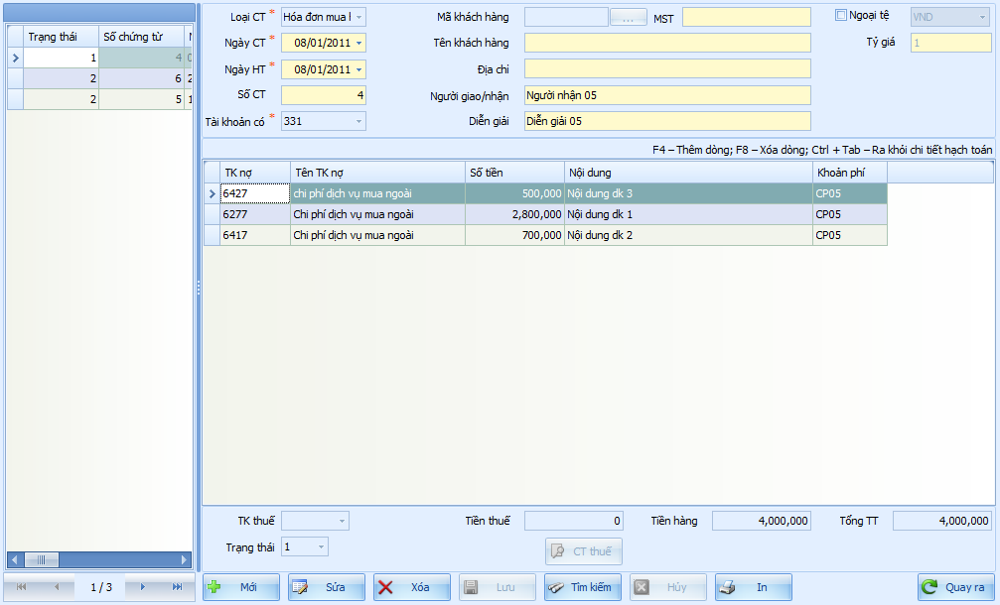 Trạng thái Số chứng từ
1 4
2 6 2
2 5 1
1 / 3
Loại CT * Hóa đơn mua Mã khách hàng ... MST Ngoại tệ VND
Ngày CT * 08/01/2011 Tên khách hàng Tỷ giá 1
Ngày HT * 08/01/2011 Địa chỉ
Số CT 4 Người giao/nhận Người nhận 05
Tài khoản có * 331 Diễn giải Diễn giải 05
F4 – Thêm dòng; F8 – Xóa dòng; Ctrl + Tab – Ra khỏi chi tiết hạch toán
TK nợ Tên TK nợ Số tiền Nội dung Khoản phí
6427 chi phí dịch vụ mua ngoài 500,000 Nội dung dk 3 CP05
6277 Chi phí dịch vụ mua ngoài 2,800,000 Nội dung dk 1 CP05
6417 Chi phí dịch vụ mua ngoài 700,000 Nội dung dk 2 CP05
TK thuế Tiền thuế 0 Tiền hàng 4,000,000 Tổng TT 4,000,000
Trạng thái 1 CT thuế
Mới Sửa Xóa Lưu Tìm kiếm Hủy In Quay ra